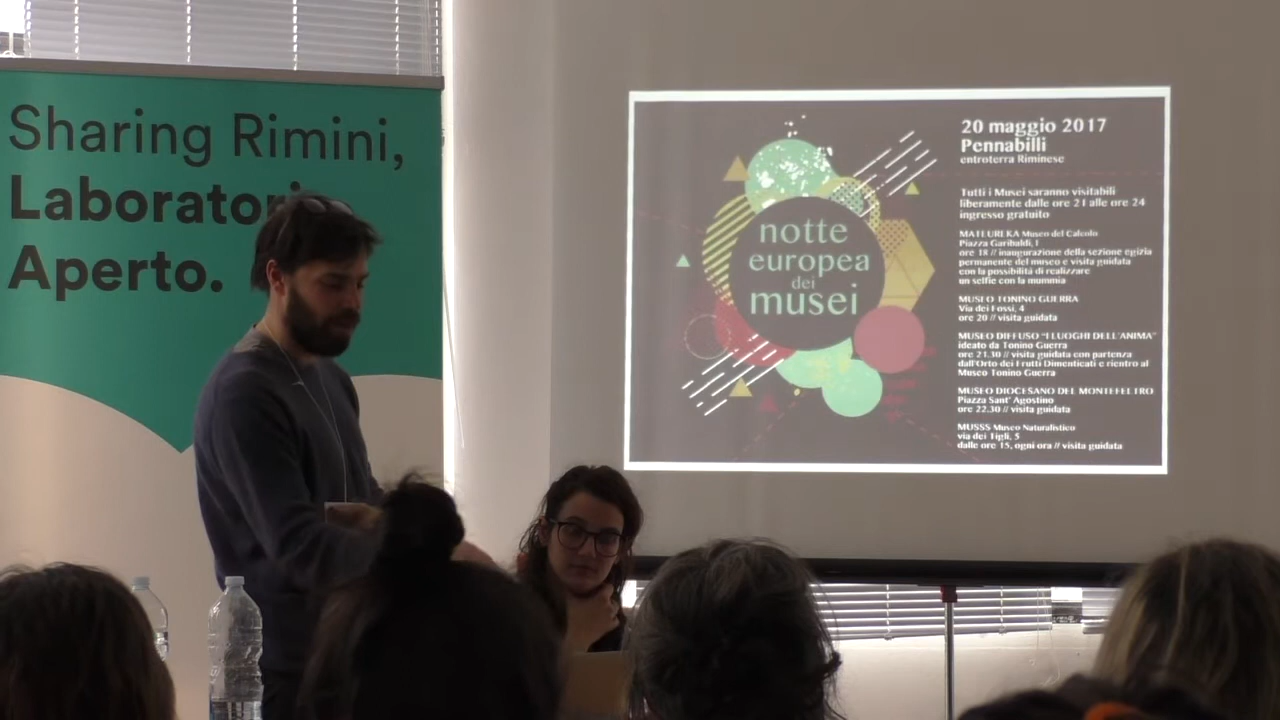 Sharing Rimini,
Laboratorio
Aperto.
notte
europea
dei
musei
20 maggio 2017
Pennabilli
entroterra Riminese
Tutti i Musei saranno visitabili
liberamente dalle ore 21 alle ore 24
ingresso gratuito
MATEUREKA Museo del Calcolo
Piazza Garibaldi, 1
ore 18 // inaugurazione della sezione egizia
permanente del museo e visita guidata
con la possibilità di realizzare
un selfie con la mummia
MUSEO TONINO GUERRA
Via dei Fossi, 4
ore 20 // visita guidata
MUSEO DIFFUSO "I LUOGHI DELL'ANIMA"
ideato da Tonino Guerra
ore 21.30 // visita guidata con partenza
dall'Orto dei Frutti Dimenticati e rientro al
Museo Tonino Guerra
MUSEO DIOCESANO DEL MONTEFELTRO
Piazza Sant' Agostino
ore 22.30 // visita guidata
MUSSS Museo Naturalistico
via dei Tigli, 5
dalle ore 15, ogni ora // visita guidata